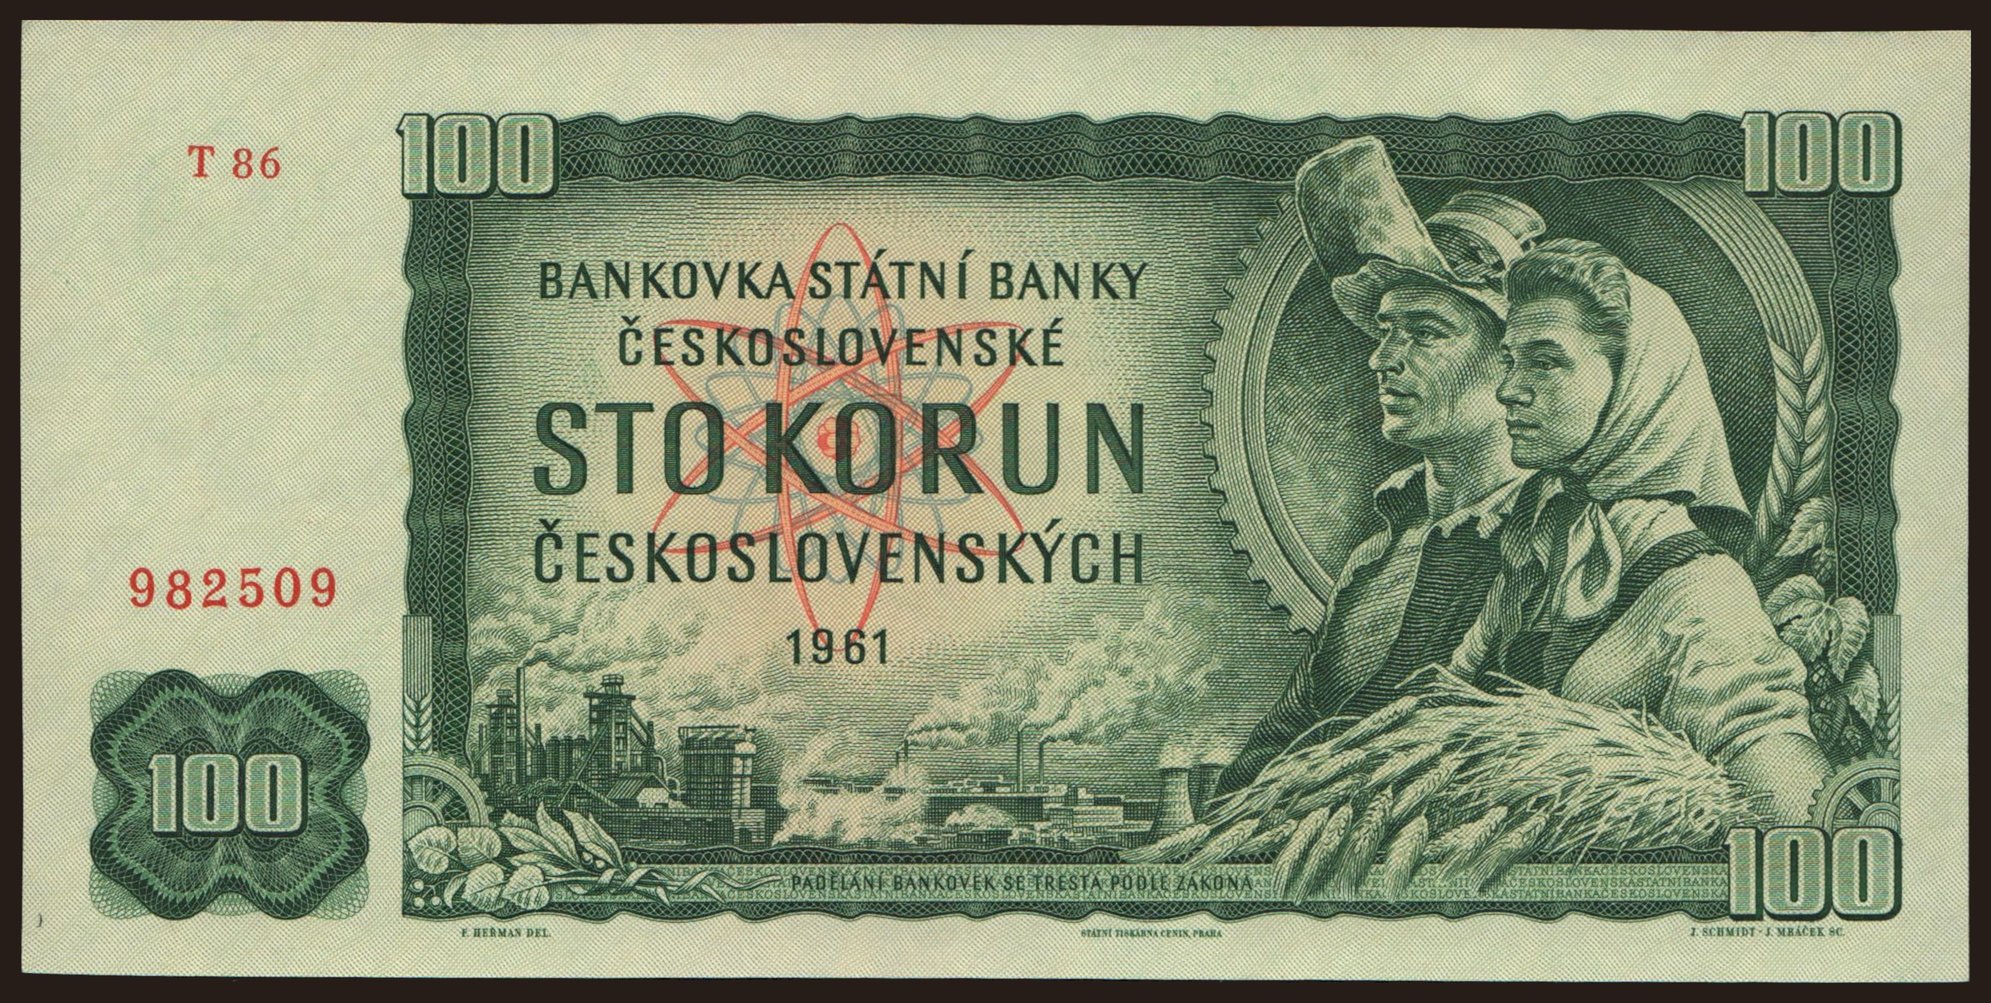 100
100
T 86
BANKOVKA STÁTNÍ BANKY
ČESKOSLOVENSKÉ
STO KORUN
ČESKOSLOVENSKÝCH
982509
1961
100
PADĚLÁNÍ BANKOVEK SE TRESTÁ PODLE ZÁKONA
100
F. HEŘMAN DEL.
STÁTNÍ TISKÁRNA CENIN, PRAHA
J. SCHMIDT - J. MRÁČEK SC.